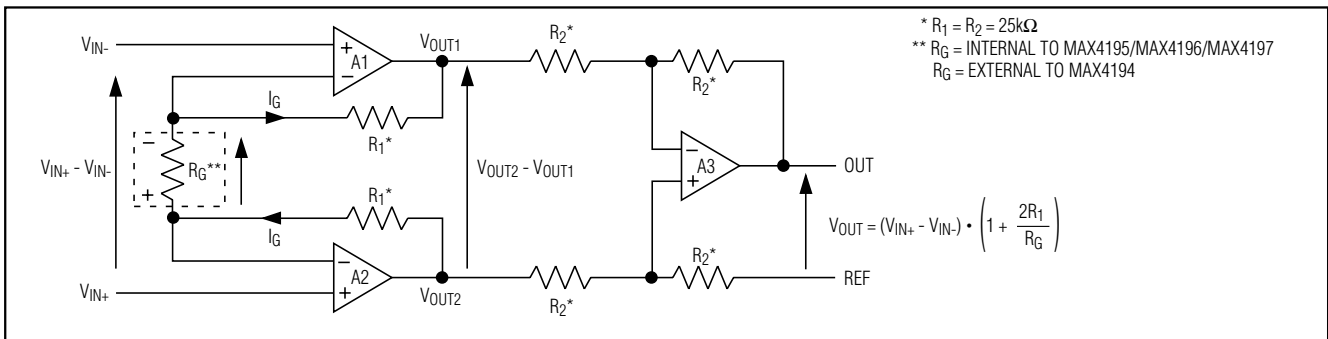 * R1 = R2 = 25kΩ
** RG = INTERNAL TO MAX4195/MAX4196/MAX4197
RG = EXTERNAL TO MAX4194
VIN-
+
A1
−
VOUT1
R2*
R2*
IG
R1*
VIN+ - VIN-
−
RG**
+
VOUT2 - VOUT1
−
A3
+
OUT
R1*
IG
VOUT = (VIN+ - VIN-) • (1 + 2R1 / RG)
−
A2
+
VIN+
VOUT2
R2*
R2*
REF